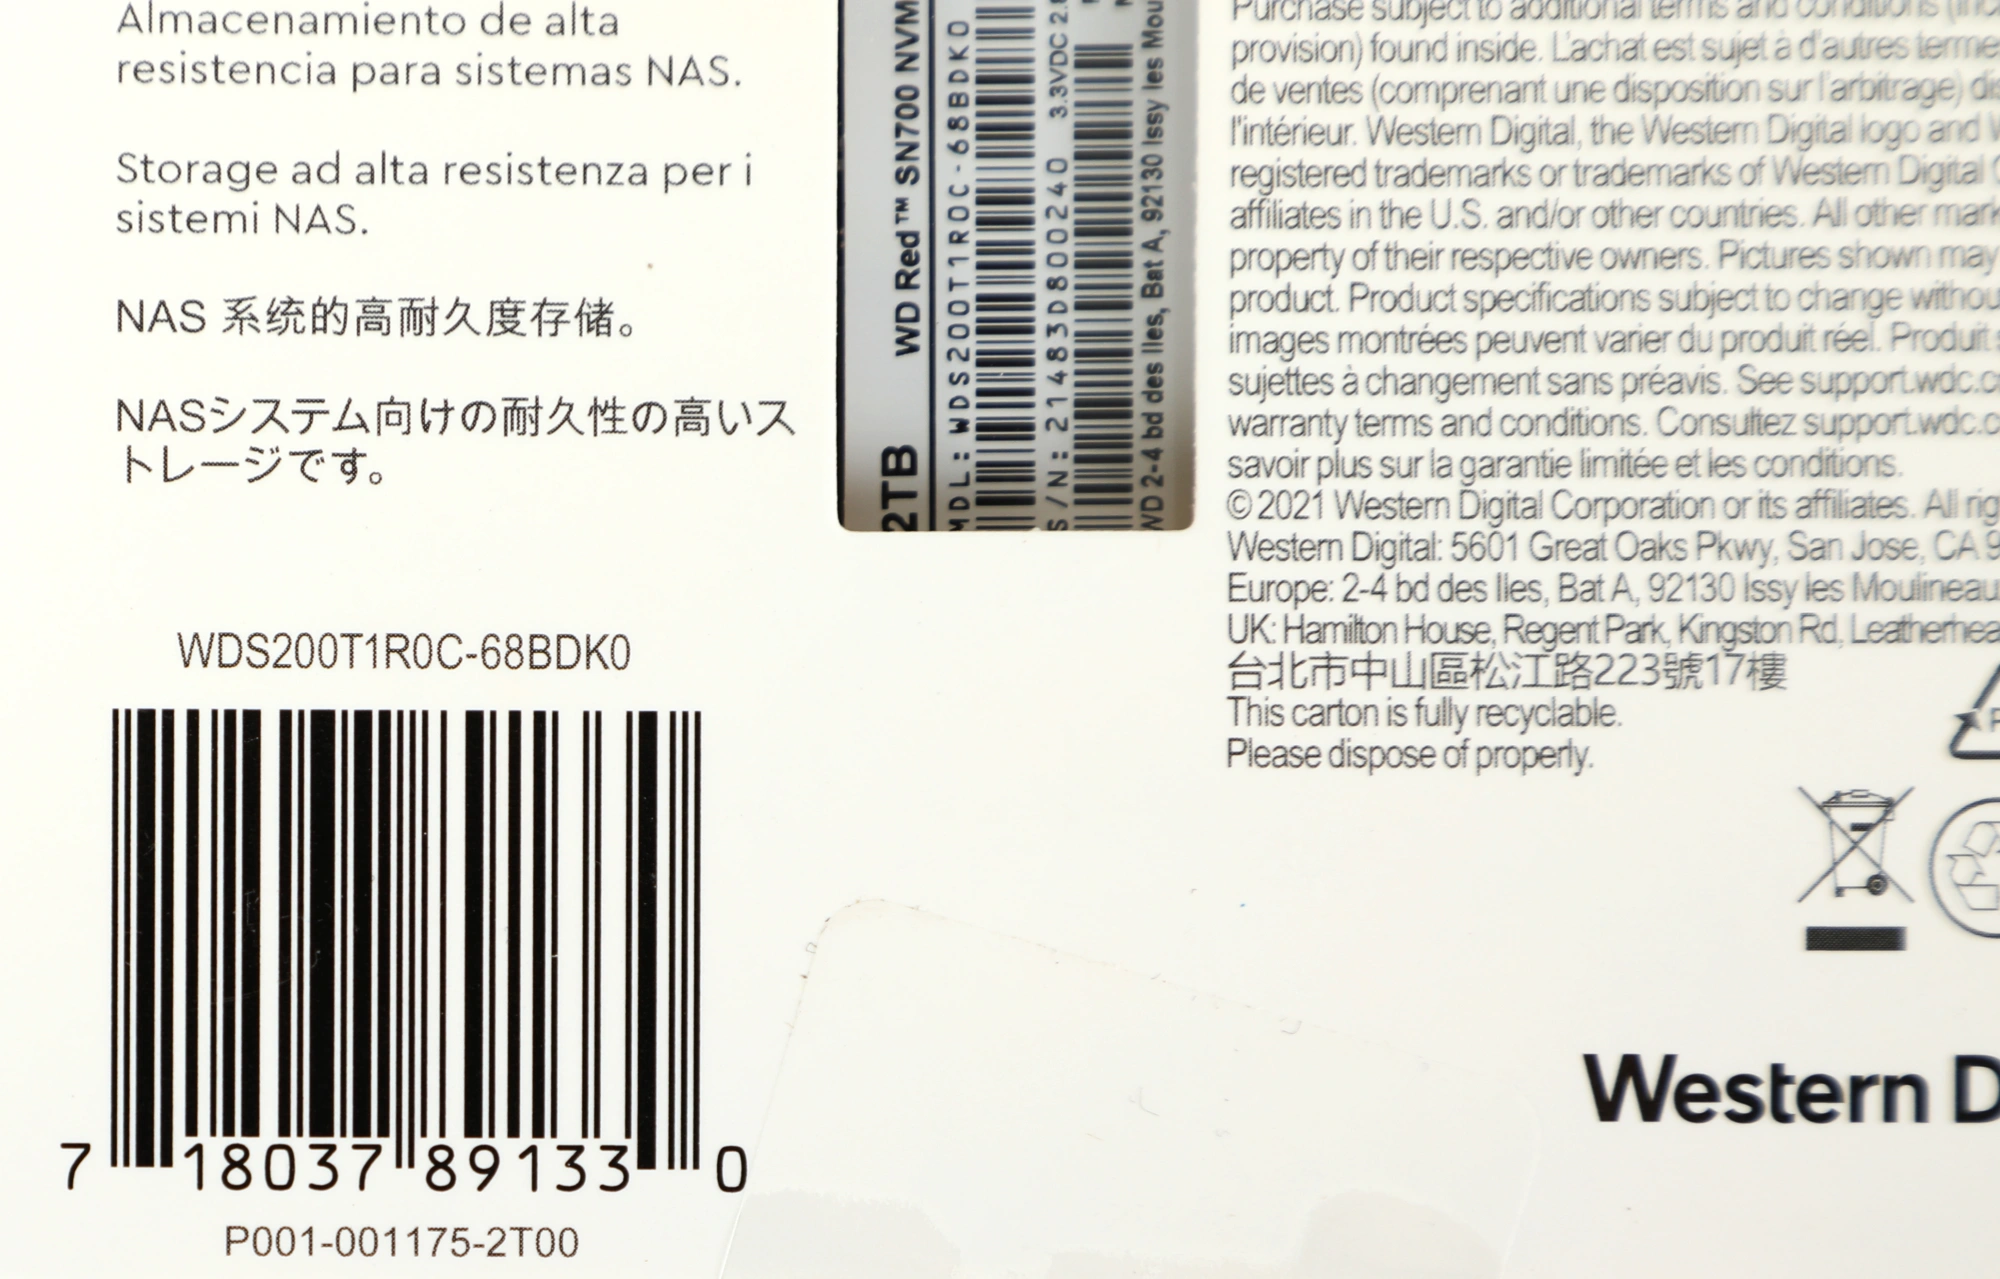 Almacenamiento de alta
resistencia para sistemas NAS.
Storage ad alta resistenza per i
sistemi NAS.
NAS 系统的高耐久度存储。
NASシステム向けの耐久性の高いス
トレージです。
WDS200T1R0C-68BDK0
7 18037 89133 0
P001-001175-2T00
2TB WD Red™ SN700 NVM
MDL: WDS200T1R0C-68BDK0
S/N: 21483D800240 3.3VDC 2.
WD 2-4 bd des Iles, Bat A, 92130 Issy les Mou
Purchase subject to additional terms and conditions
provision) found inside. L'achat est sujet à d'autres terme
de ventes (comprenant une disposition sur l'arbitrage) di
l'intérieur. Western Digital, the Western Digital logo and
registered trademarks or trademarks of Western Digital
affiliates in the U.S. and/or other countries. All other mar
property of their respective owners. Pictures shown may
product. Product specifications subject to change withou
images montrées peuvent varier du produit réel. Produit
sujettes à changement sans préavis. See support.wdc.c
warranty terms and conditions. Consultez support.wdc.c
savoir plus sur la garantie limitée et les conditions.
© 2021 Western Digital Corporation or its affiliates. All rig
Western Digital: 5601 Great Oaks Pkwy, San Jose, CA 9
Europe: 2-4 bd des Iles, Bat A, 92130 Issy les Moulineau
UK: Hamilton House, Regent Park, Kingston Rd, Leatherhea
台北市中山區松江路223號17樓
This carton is fully recyclable.
Please dispose of properly.
Western D